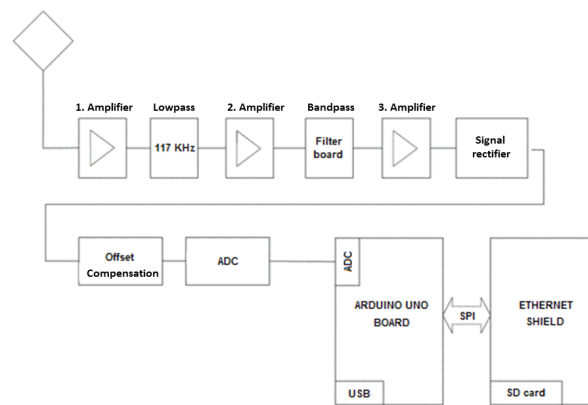 1. Amplifier
Lowpass
2. Amplifier
Bandpass
3. Amplifier
117 KHz
Filter
board
Signal
rectifier
Offset
Compensation
ADC
ADC
ARDUINO UNO
BOARD
SPI
ETHERNET
SHIELD
USB
SD card